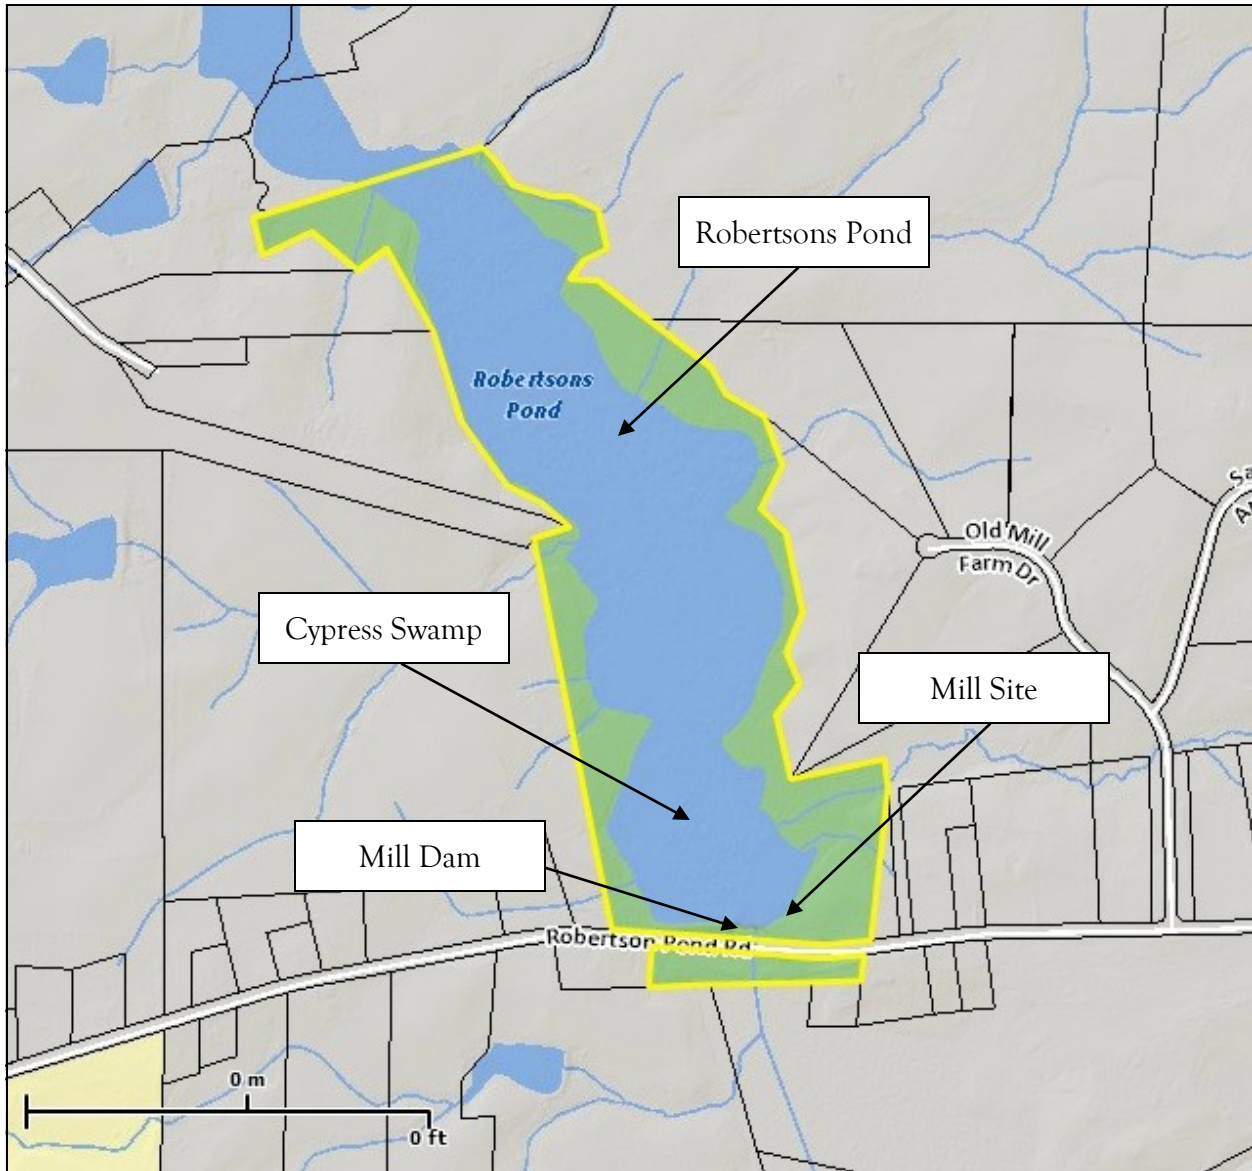 Robertsons Pond
Robertsons
Pond
Old Mill
Farm Dr
Sa
Cypress Swamp
Mill Site
Mill Dam
Robertson Pond Rd
0 m
0 ft